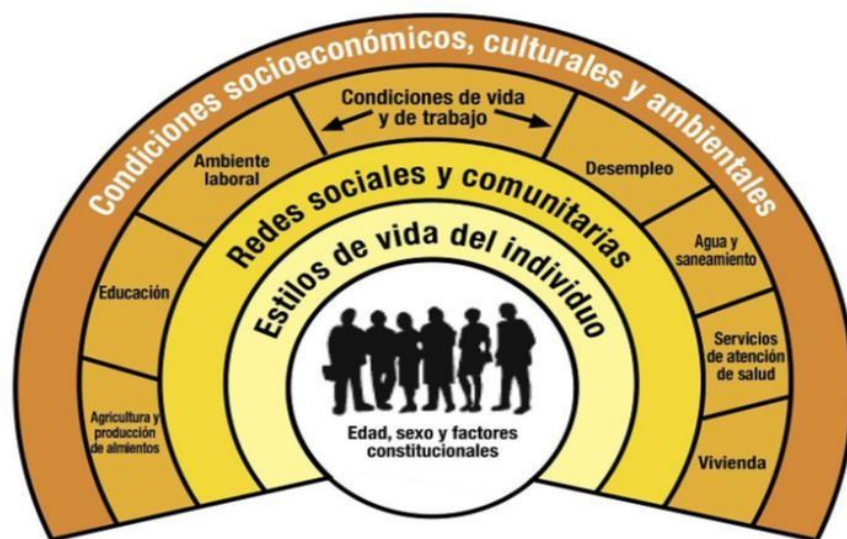 Condiciones socioeconómicos, culturales y ambientales
Condiciones de vida
y de trabajo
Ambiente
laboral
Desempleo
Redes sociales y comunitarias
Agua y
saneamiento
Educación
Estilos de vida del individuo
Servicios
de atención
de salud
Agricultura y
producción
de almientos
Edad, sexo y factores
constitucionales
Vivienda